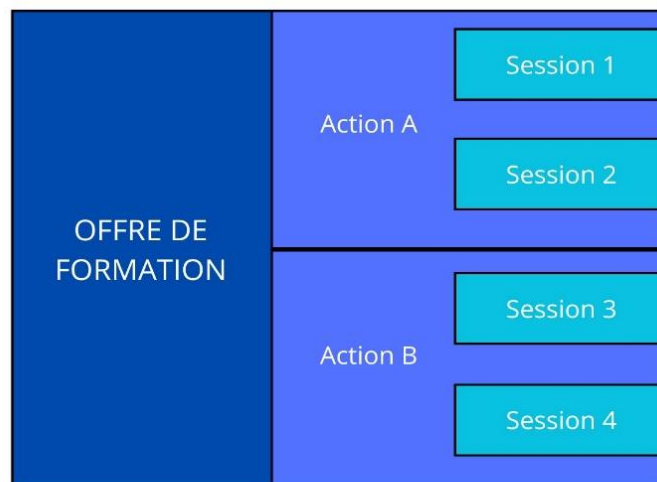 OFFRE DE
FORMATION
Action A
Session 1
Session 2
Action B
Session 3
Session 4